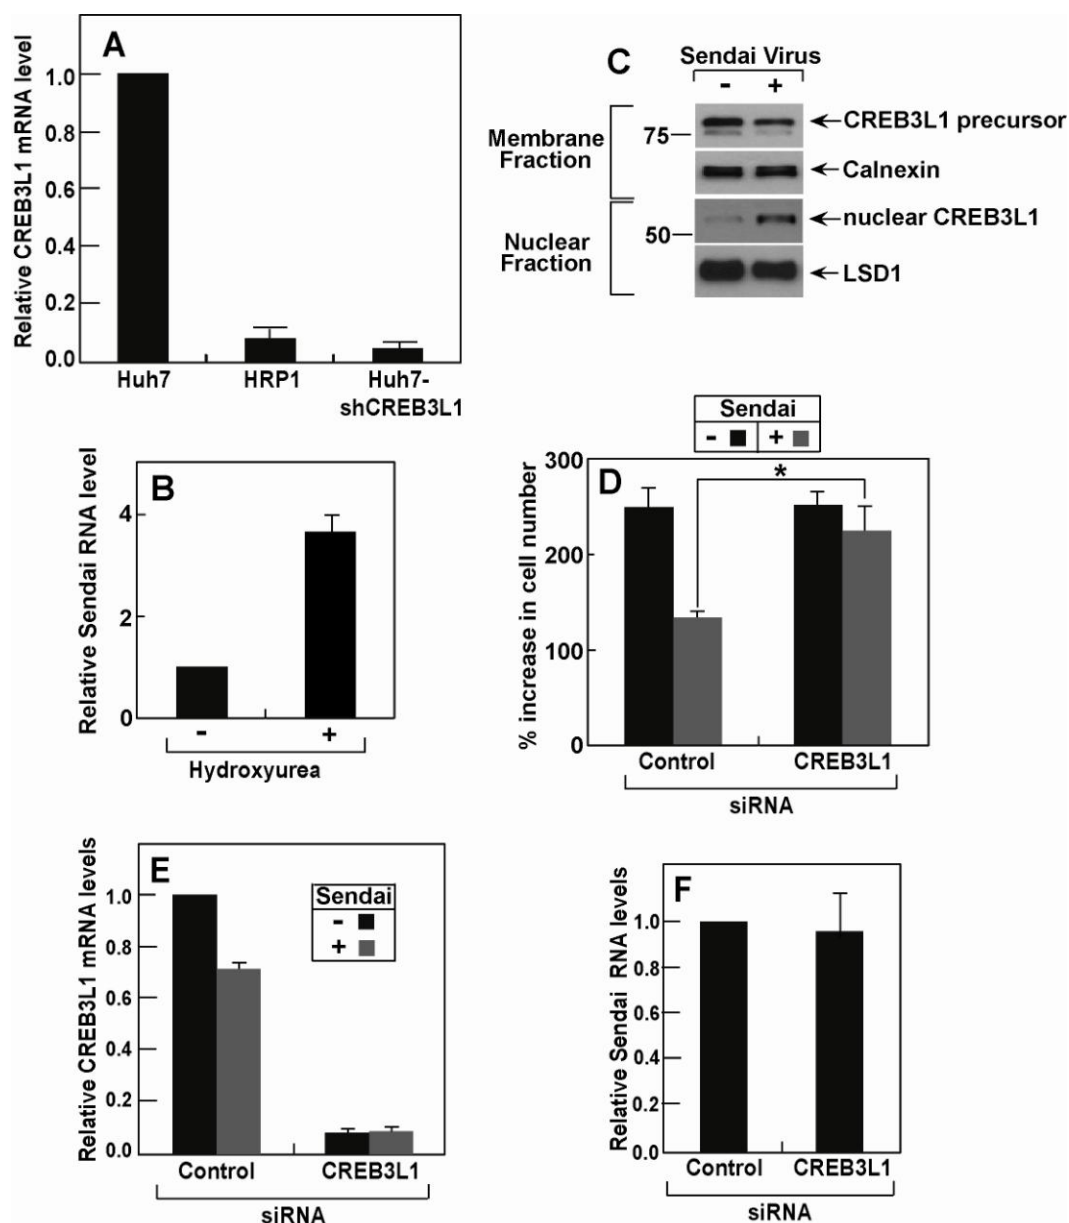 A
Relative CREB3L1 mRNA level
1.0
0.8
0.6
0.4
0.2
0.0
Huh7
HRP1
Huh7-
shCREB3L1
C
Sendai Virus
- +
Membrane
Fraction
75
CREB3L1 precursor
Calnexin
Nuclear
Fraction
50
nuclear CREB3L1
LSD1
B
Relative Sendai RNA level
4
2
0
- +
Hydroxyurea
Sendai
- +
D
% increase in cell number
300
200
100
0
*
Control
CREB3L1
siRNA
E
Relative CREB3L1 mRNA levels
1.0
0.8
0.6
0.4
0.2
0.0
Sendai
-
+
Control
CREB3L1
siRNA
F
Relative Sendai RNA levels
1.0
0.8
0.6
0.4
0.2
0.0
Control
CREB3L1
siRNA